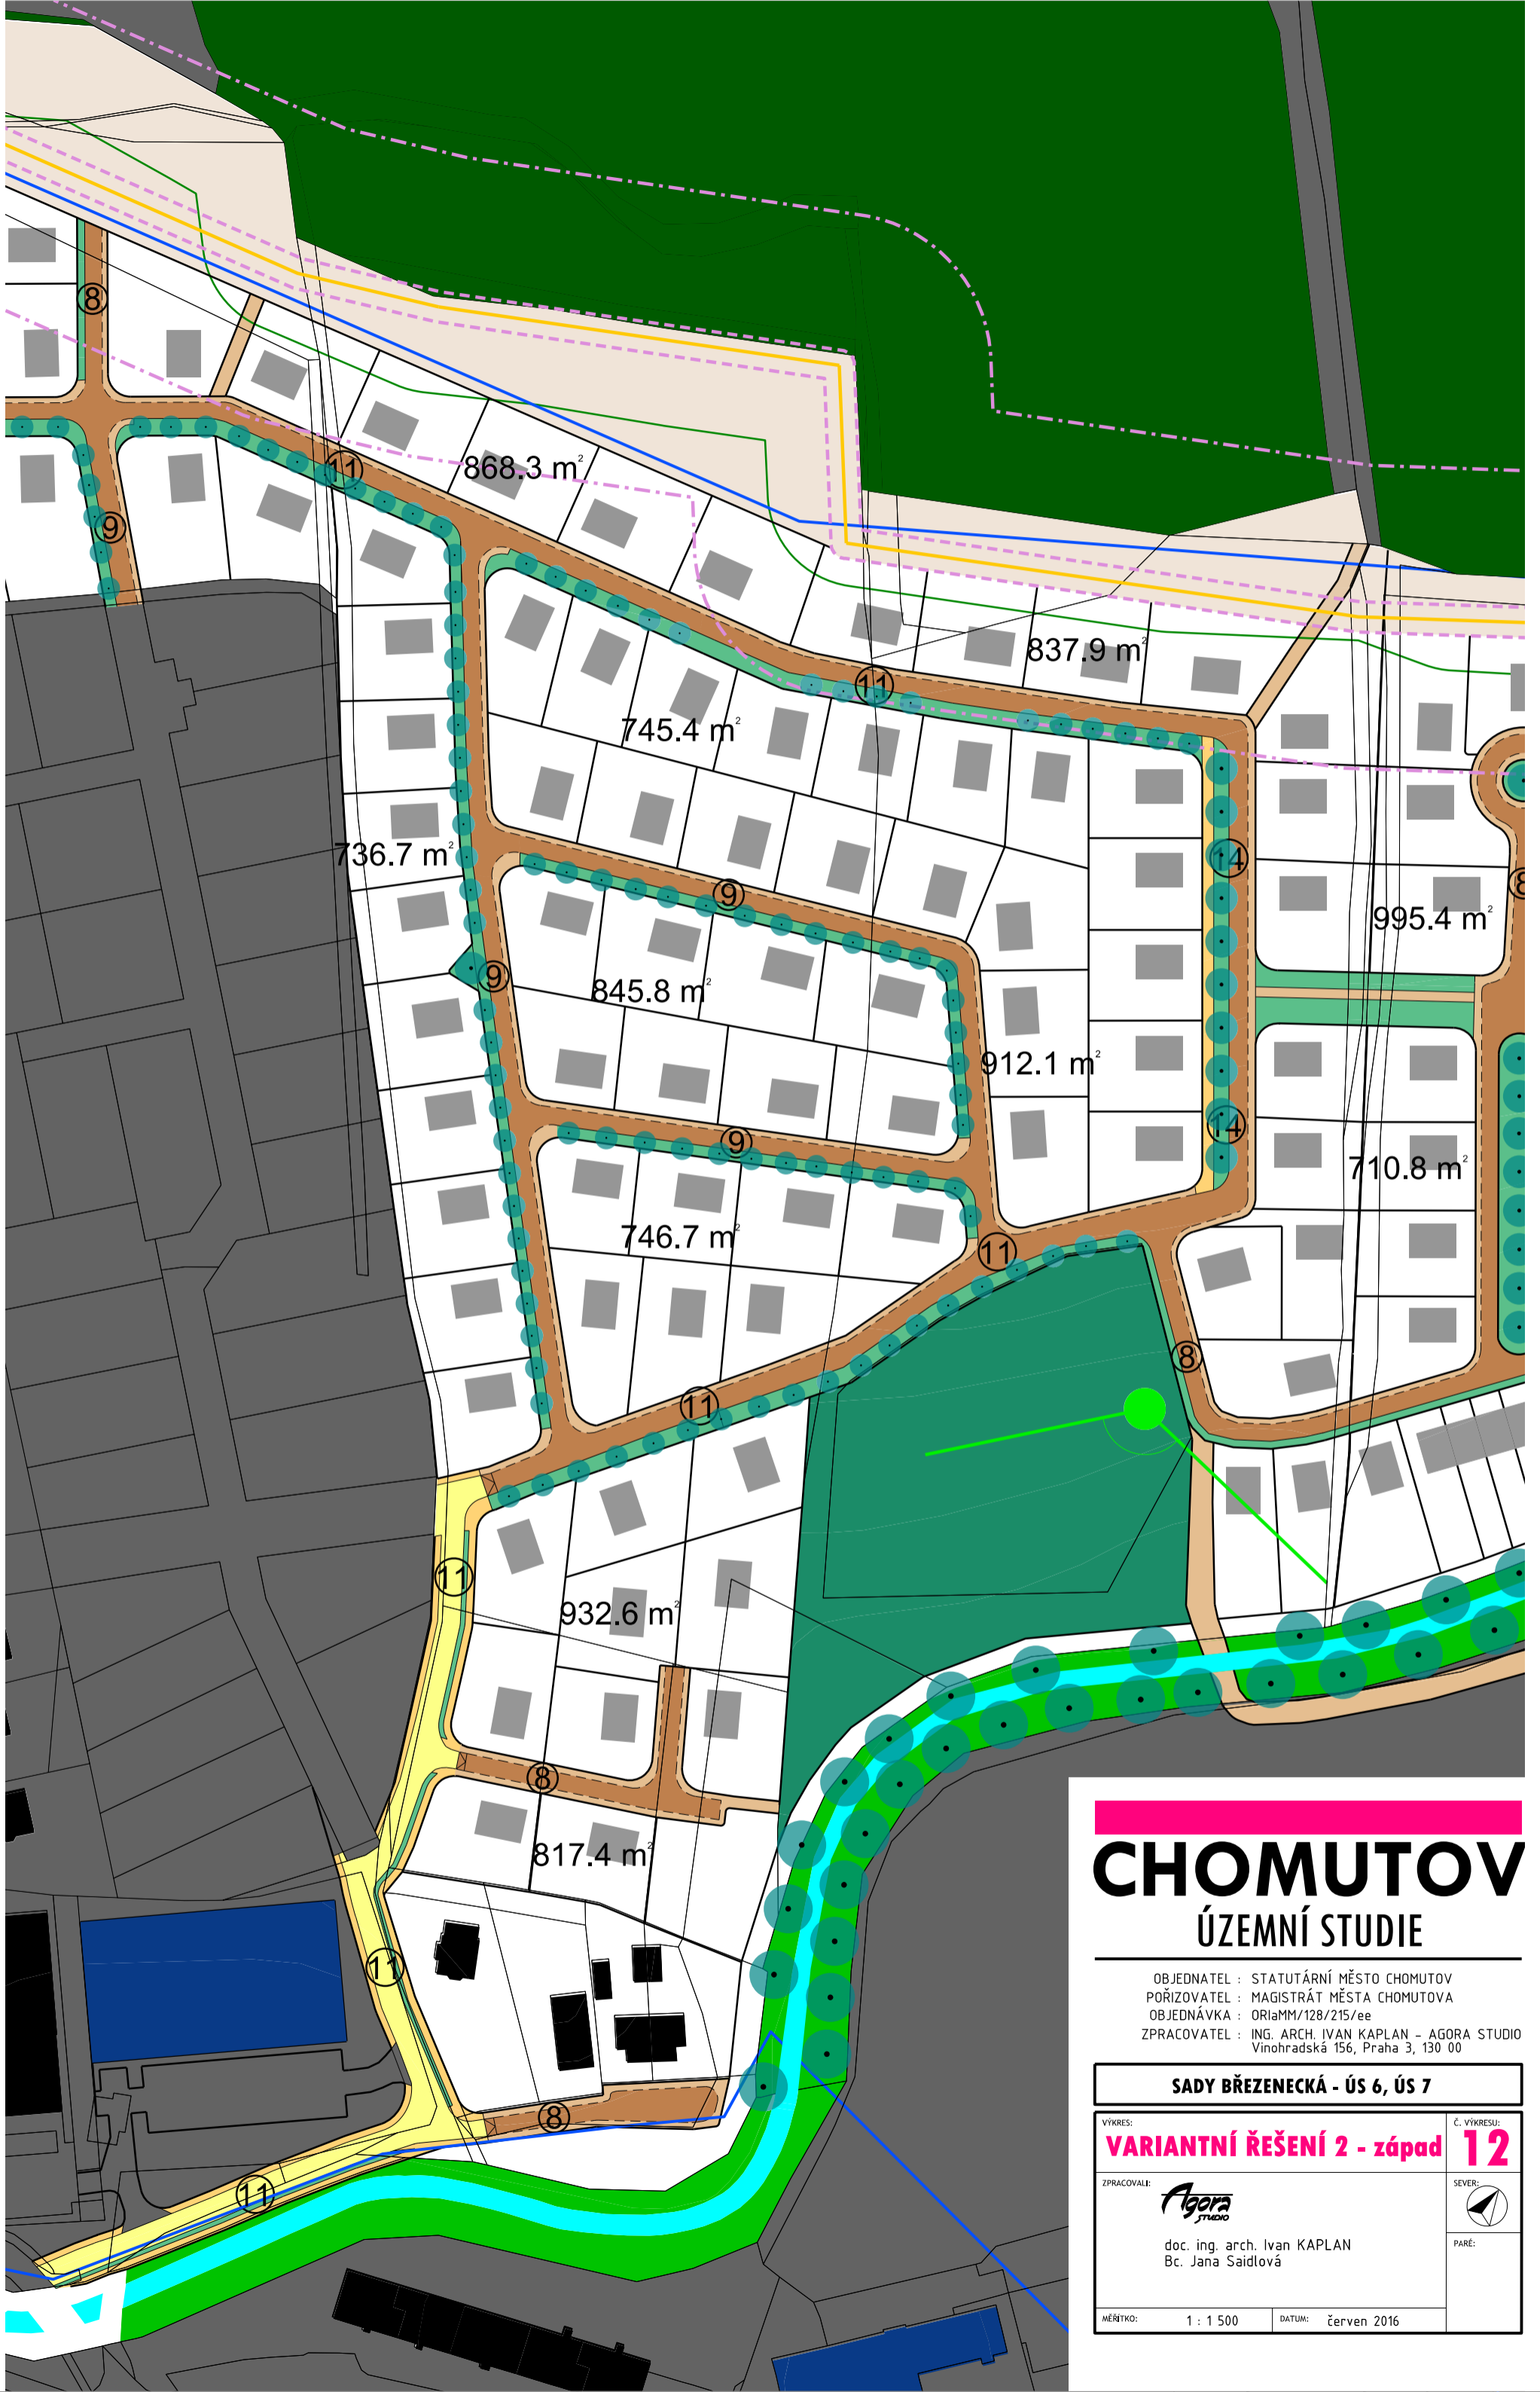 8
11
868.3 m²
9
837.9 m²
11
745.4 m²
736.7 m²
14
8
9
995.4 m²
9
845.8 m²
912.1 m²
14
9
710.8 m²
746.7 m²
11
8
11
11
932.6 m²
8
817.4 m²
11
8
11
CHOMUTOV
ÚZEMNÍ STUDIE
OBJEDNATEL : STATUTÁRNÍ MĚSTO CHOMUTOV
POŘIZOVATEL : MAGISTRÁT MĚSTA CHOMUTOVA
OBJEDNÁVKA : ORIaMM/128/215/ee
ZPRACOVATEL : ING. ARCH. IVAN KAPLAN - AGORA STUDIO
Vinohradská 156, Praha 3, 130 00
SADY BŘEZENECKÁ - ÚS 6, ÚS 7
VÝKRES:
VARIANTNÍ ŘEŠENÍ 2 - západ
Č. VÝKRESU:
12
ZPRACOVALI:
Agora
STUDIO
doc. ing. arch. Ivan KAPLAN
Bc. Jana Saidlová
SEVER:
PARÉ:
MĚŘÍTKO: 1 : 1 500
DATUM: červen 2016